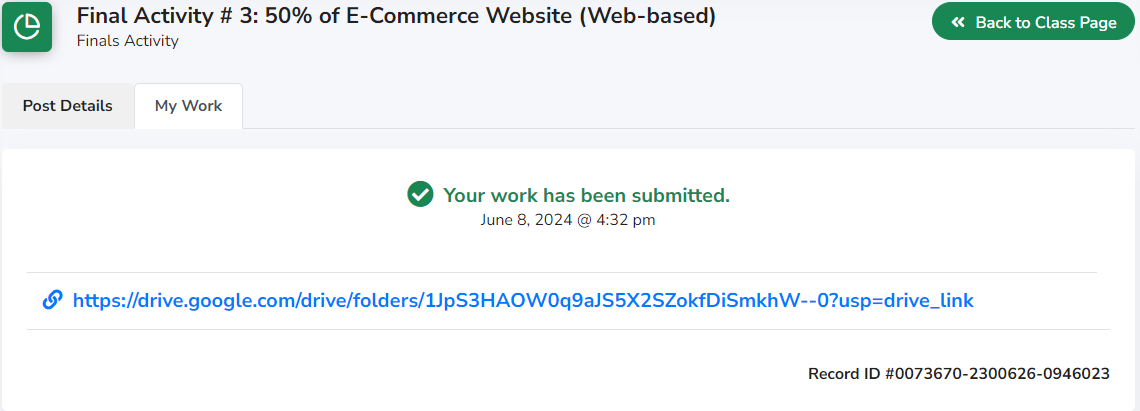 Final Activity # 3: 50% of E-Commerce Website (Web-based)
Finals Activity
Back to Class Page
Post Details
My Work
Your work has been submitted.
June 8, 2024 @ 4:32 pm
https://drive.google.com/drive/folders/1JpS3HAOW0q9aJS5X2SZokfDiSmkhW--0?usp=drive_link
Record ID #0073670-2300626-0946023